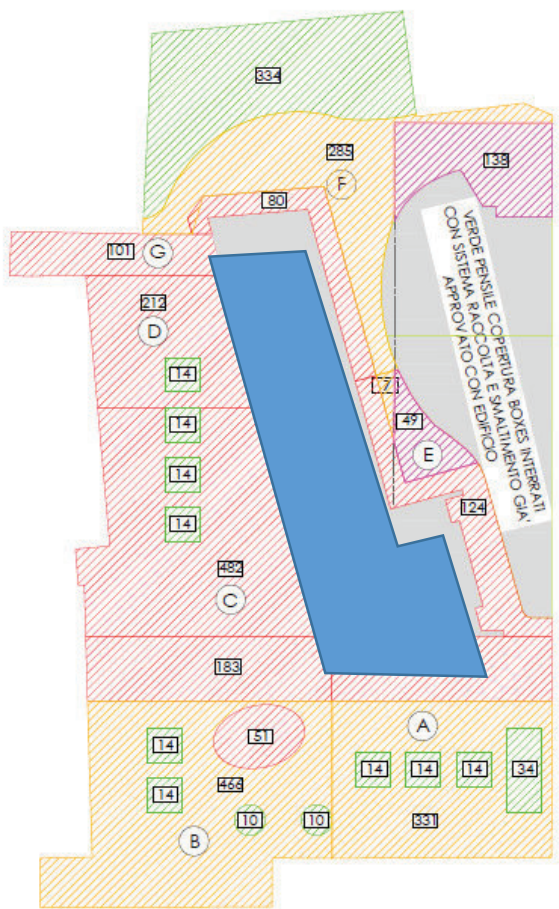 334
285
138
F
80
VERDE PENSILE COPERTURA BOXES INTERRATI
CON SISTEMA RACCOLTA E SMALTIMENTO GIA'
APPROVATO CON EDIFICIO
101
G
212
D
14
7
14
49
E
14
124
14
482
C
183
A
51
14
14
14
14
34
466
14
10
10
331
B